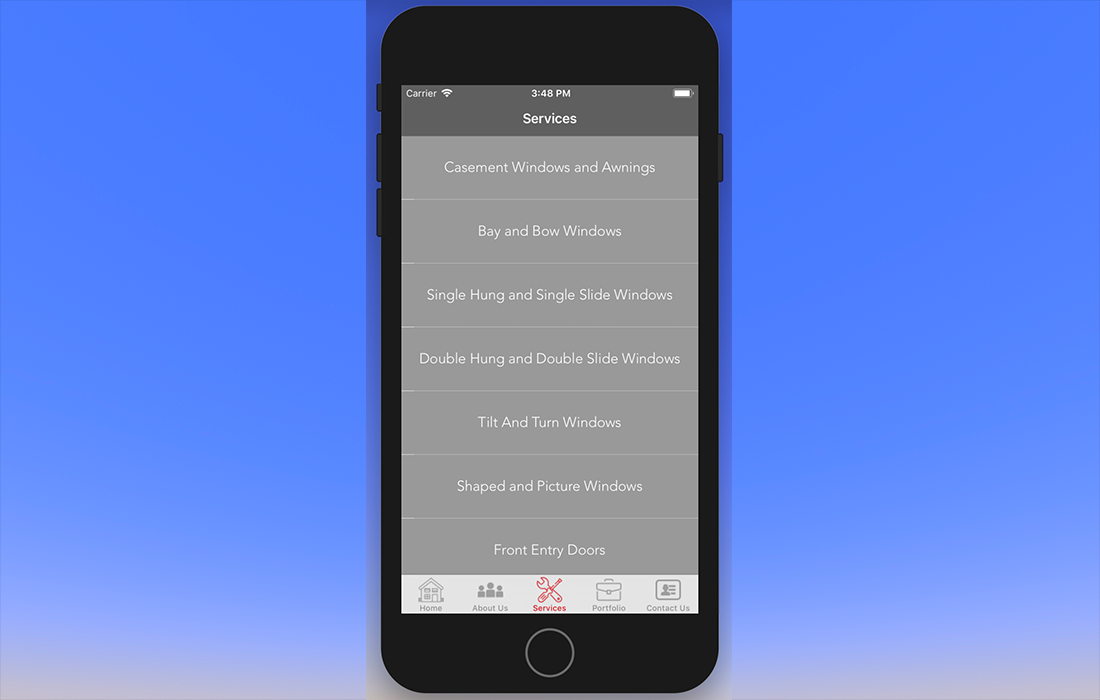 Carrier 3:48 PM
Services
Casement Windows and Awnings
Bay and Bow Windows
Single Hung and Single Slide Windows
Double Hung and Double Slide Windows
Tilt And Turn Windows
Shaped and Picture Windows
Front Entry Doors
Home About Us Services Portfolio Contact Us